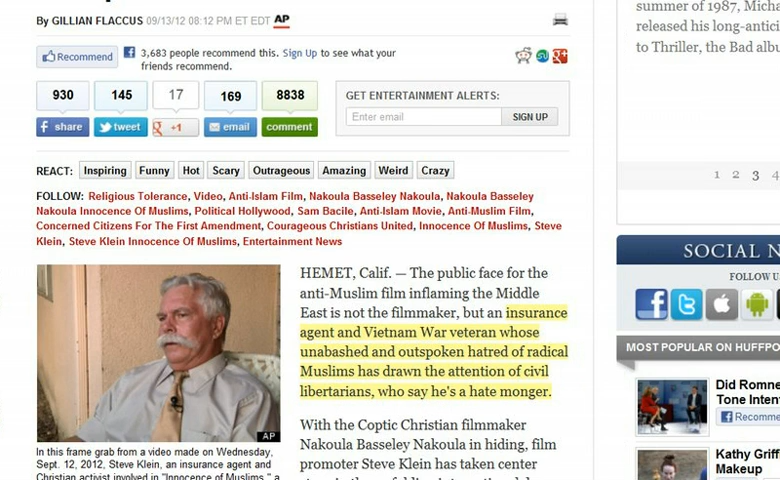 By GILLIAN FLACCUS 09/13/12 08:12 PM ET EDT AP
Recommend
3,683 people recommend this. Sign Up to see what your
friends recommend.
930
145
17
169
8838
share
tweet
+1
email
comment
GET ENTERTAINMENT ALERTS:
Enter email
SIGN UP
REACT: Inspiring Funny Hot Scary Outrageous Amazing Weird Crazy
FOLLOW: Religious Tolerance, Video, Anti-Islam Film, Nakoula Basseley Nakoula, Nakoula Basseley
Nakoula Innocence Of Muslims, Political Hollywood, Sam Bacile, Anti-Islam Movie, Anti-Muslim Film,
Concerned Citizens For The First Amendment, Courageous Christians United, Innocence Of Muslims, Steve
Klein, Steve Klein Innocence Of Muslims, Entertainment News
AP
In this frame grab from a video made on Wednesday,
Sept. 12, 2012, Steve Klein, an insurance agent and
Christian activist involved in "Innocence of Muslims," a
HEMET, Calif. — The public face for the
anti-Muslim film inflaming the Middle
East is not the filmmaker, but an insurance
agent and Vietnam War veteran whose
unabashed and outspoken hatred of radical
Muslims has drawn the attention of civil
libertarians, who say he's a hate monger.
With the Coptic Christian filmmaker
Nakoula Basseley Nakoula in hiding, film
promoter Steve Klein has taken center
summer of 1987, Micha
released his long-antici
to Thriller, the Bad albu
1 2 3 4
SOCIAL N
FOLLOW U
MOST POPULAR ON HUFFPO
Did Romne
Tone Inten
Recomme
Kathy Griff
Makeup